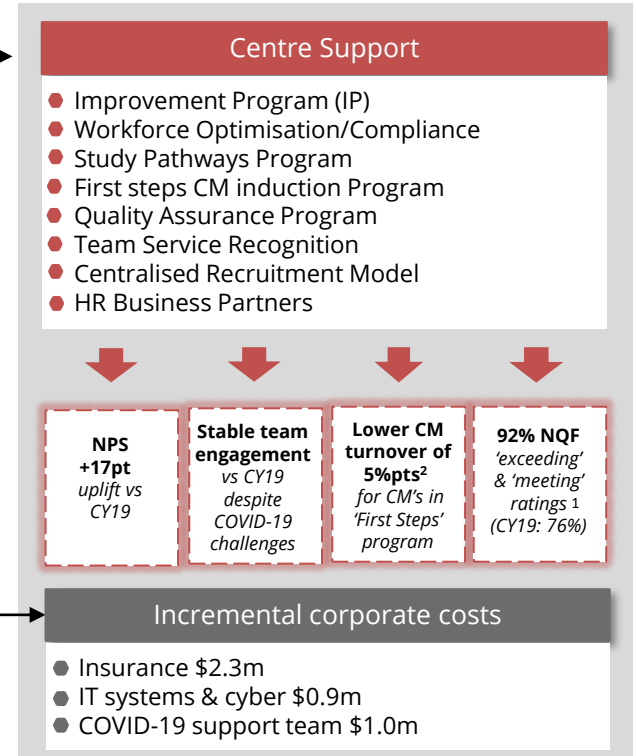 Centre Support
Improvement Program (IP)
Workforce Optimisation/Compliance
Study Pathways Program
First steps CM induction Program
Quality Assurance Program
Team Service Recognition
Centralised Recruitment Model
HR Business Partners
NPS
+17pt
uplift vs
CY19
Stable team
engagement
vs CY19
despite
COVID-19
challenges
Lower CM
turnover of
5%pts²
for CM's in
'First Steps'
program
92% NQF
'exceeding'
& 'meeting'
ratings ¹
(CY19: 76%)
Incremental corporate costs
Insurance $2.3m
IT systems & cyber $0.9m
COVID-19 support team $1.0m